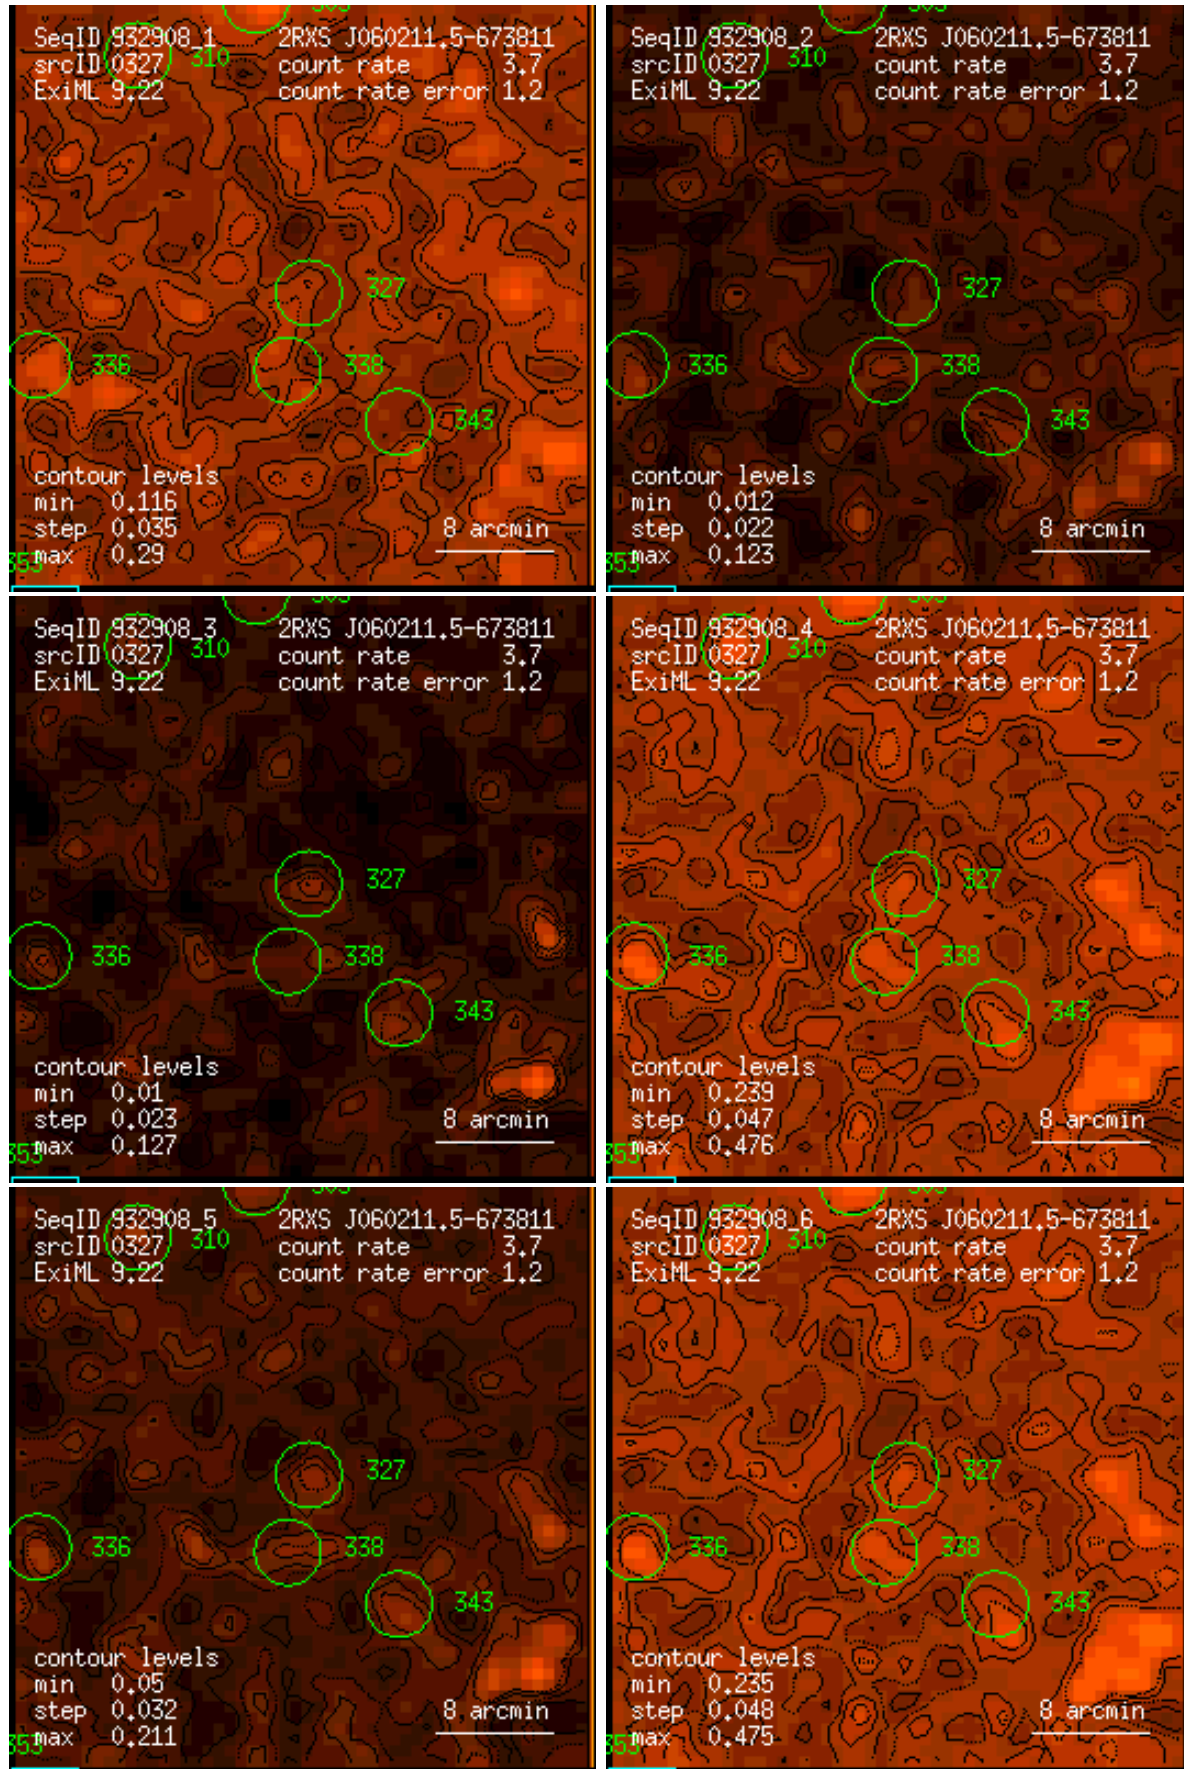 SeqID 932908_1 2RXS J060211.5-673811
srcID 0327 310 count rate 3.7
ExiML 9.22 count rate error 1.2
327
336 338
343
contour levels
min 0.116
step 0.035 8 arcmin
353 max 0.29
SeqID 932908_2 2RXS J060211.5-673811
srcID 0327 310 count rate 3.7
ExiML 9.22 count rate error 1.2
327
336 338
343
contour levels
min 0.012
step 0.022 8 arcmin
353 max 0.123
SeqID 932908_3 2RXS J060211.5-673811
srcID 0327 310 count rate 3.7
ExiML 9.22 count rate error 1.2
327
336 338
343
contour levels
min 0.01
step 0.023 8 arcmin
353 max 0.127
SeqID 932908_4 2RXS J060211.5-673811
srcID 0327 310 count rate 3.7
ExiML 9.22 count rate error 1.2
327
336 338
343
contour levels
min 0.239
step 0.047 8 arcmin
353 max 0.476
SeqID 932908_5 2RXS J060211.5-673811
srcID 0327 310 count rate 3.7
ExiML 9.22 count rate error 1.2
327
336 338
343
contour levels
min 0.05
step 0.032 8 arcmin
353 max 0.211
SeqID 932908_6 2RXS J060211.5-673811
srcID 0327 310 count rate 3.7
ExiML 9.22 count rate error 1.2
327
336 338
343
contour levels
min 0.235
step 0.048 8 arcmin
353 max 0.475